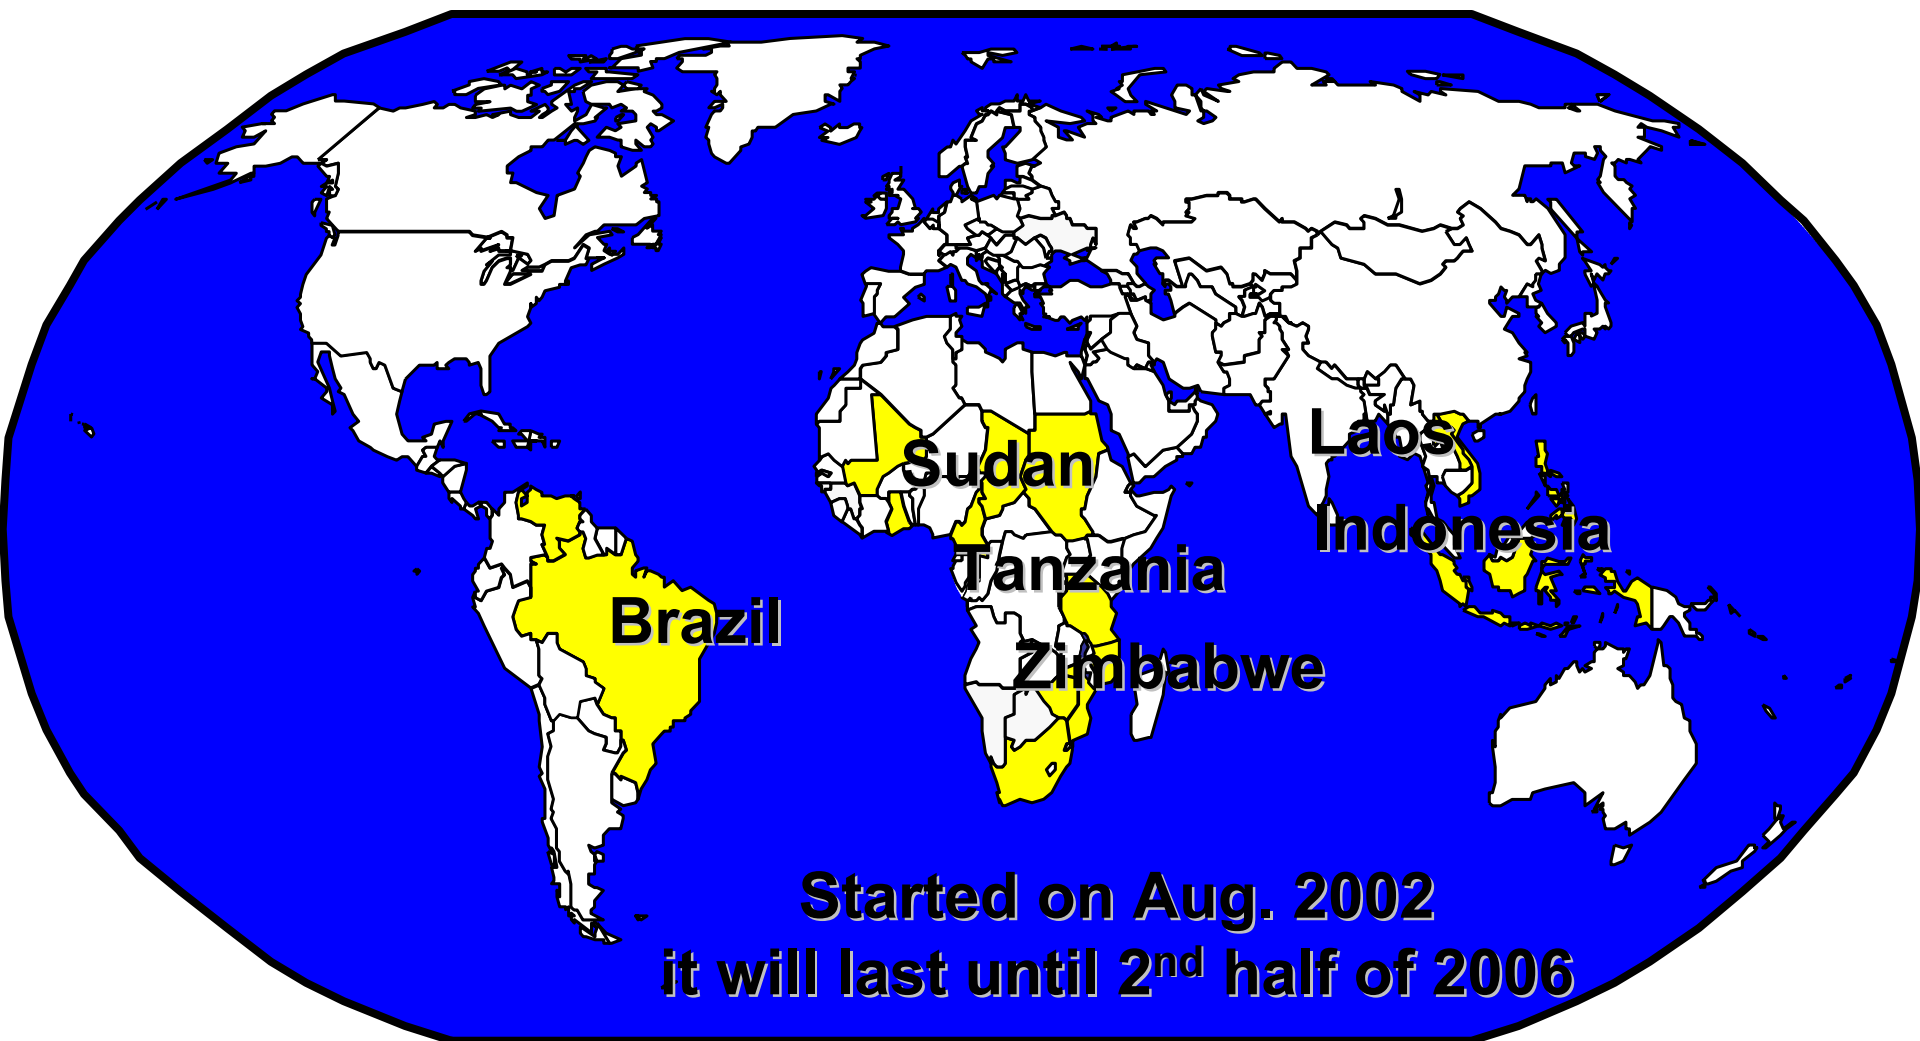 Laos
Sudan
Indonesia
Tanzania
Brazil
Zimbabwe
Started on Aug. 2002
it will last until 2nd half of 2006